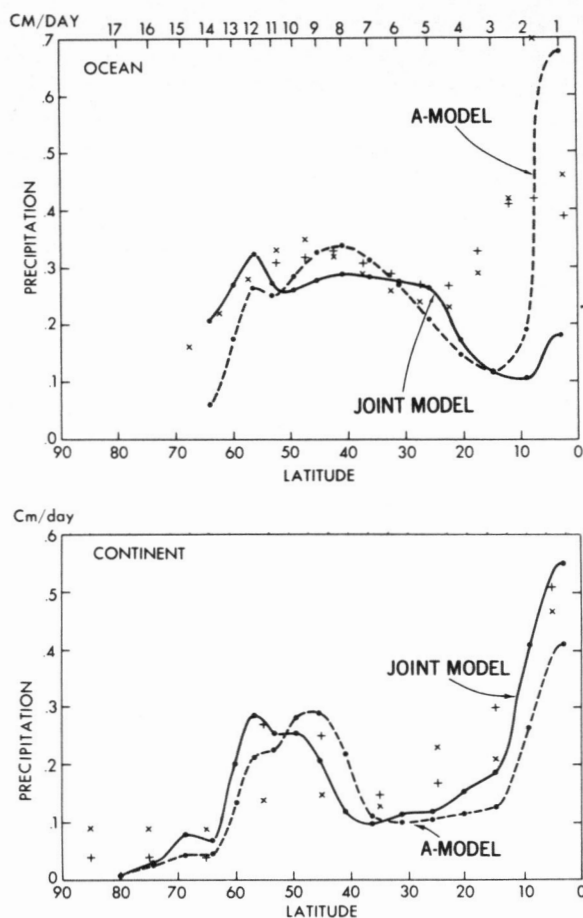 CM/DAY 17 16 15 14 13 12 11 10 9 8 7 6 5 4 3 2 1
.7
OCEAN
.6
A-MODEL
.5
.4
PRECIPITATION
.3
.2
JOINT MODEL
.1
.0
90 80 70 60 50 40 30 20 10 0
LATITUDE
Cm/day
.6
CONTINENT
.5
JOINT MODEL
.4
PRECIPITATION
.3
.2
.1
A-MODEL
0
90 80 70 60 50 40 30 20 10 0
LATITUDE